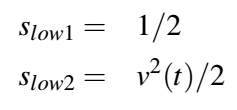 s_{low1} = 1/2
s_{low2} = v^2(t)/2